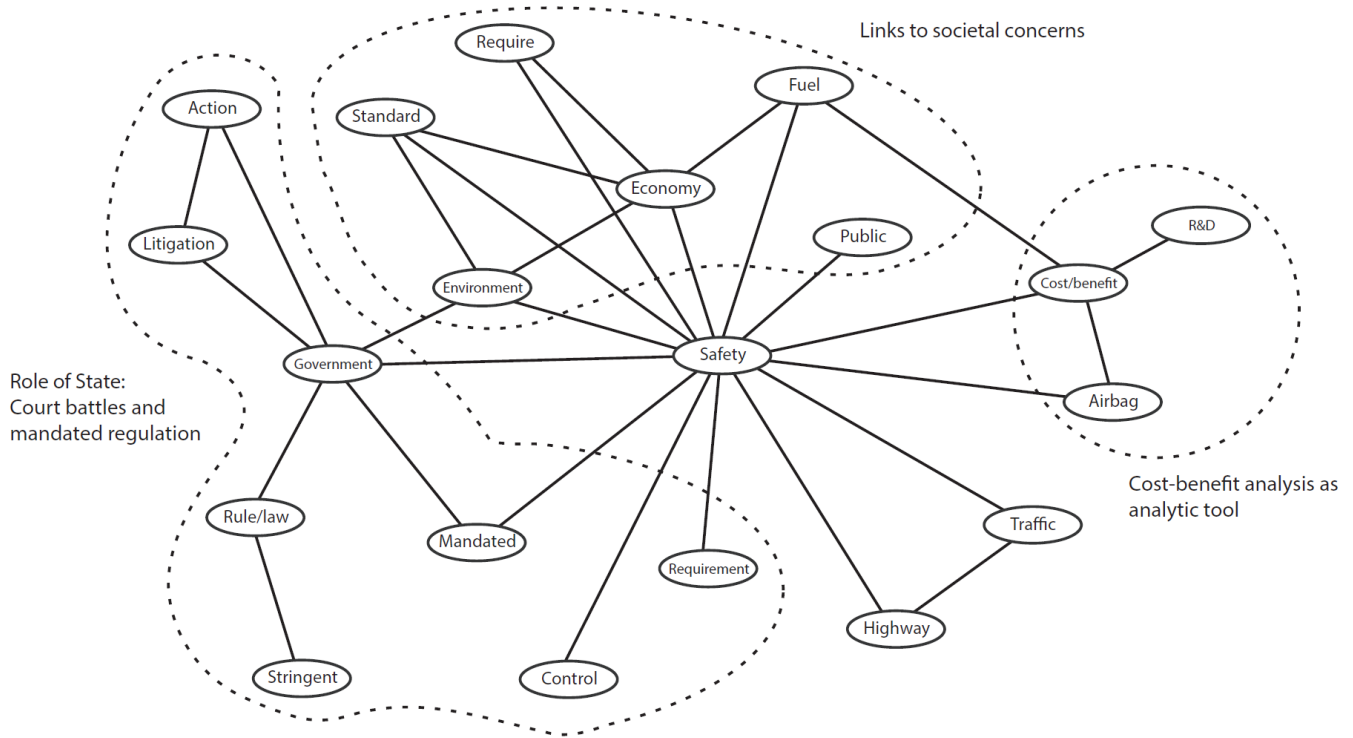 Links to societal concerns
Require
Fuel
Action
Standard
Economy
Litigation
Public
R&D
Environment
Cost/benefit
Government
Safety
Role of State:
Court battles and
mandated regulation
Airbag
Cost-benefit analysis as
analytic tool
Rule/law
Mandated
Traffic
Requirement
Highway
Stringent
Control